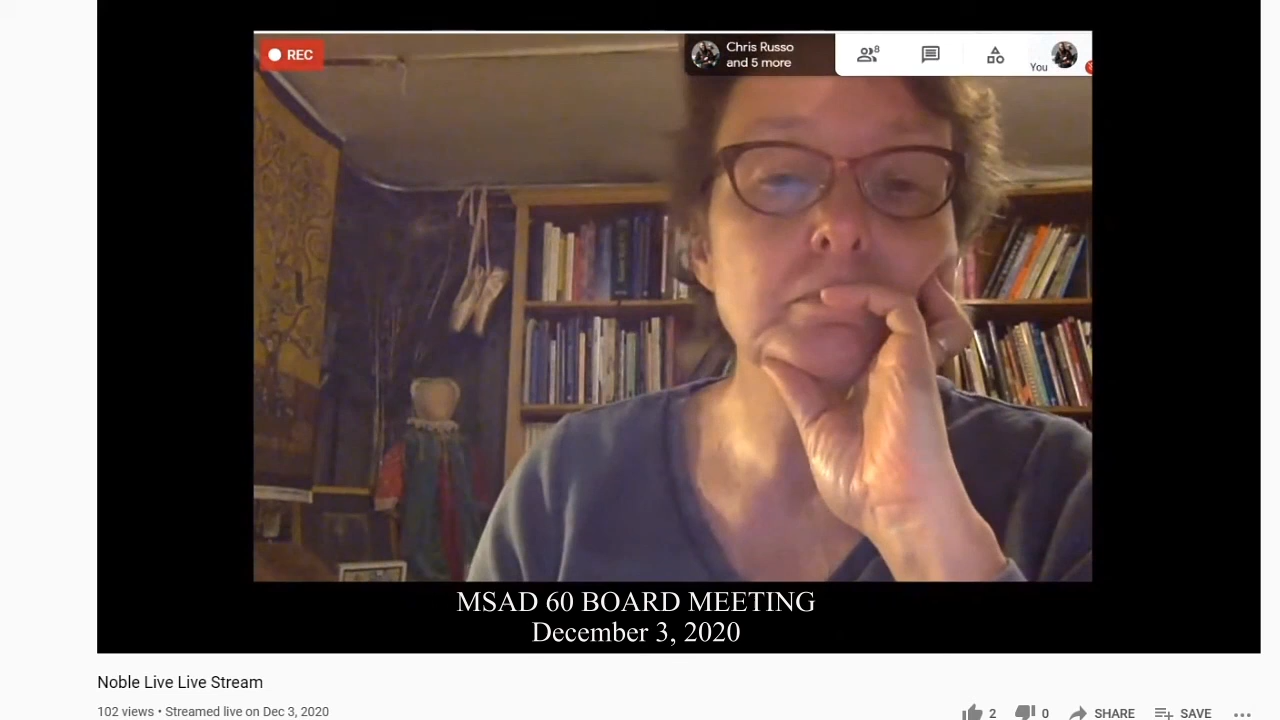 REC
Chris Russo
and 5 more
8
You
MSAD 60 BOARD MEETING
December 3, 2020
Noble Live Live Stream
102 views • Streamed live on Dec 3, 2020
2
0
SHARE
SAVE